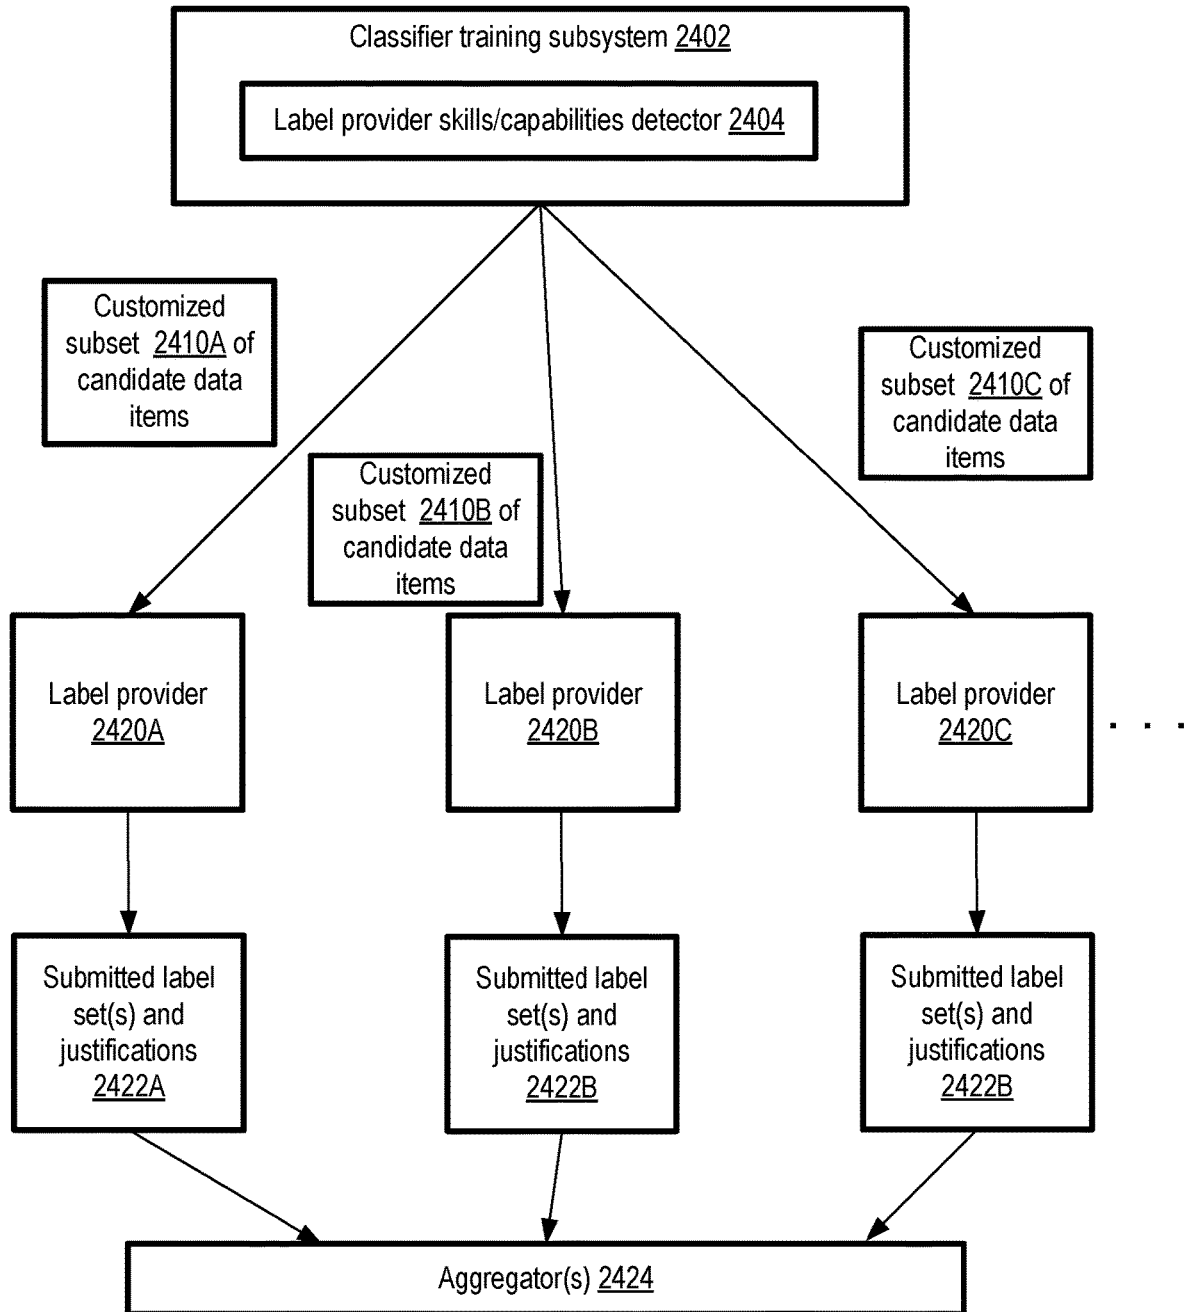 Classifier training subsystem 2402
Label provider skills/capabilities detector 2404
Customized
subset 2410A of
candidate data
items
Customized
subset 2410B of
candidate data
items
Customized
subset 2410C of
candidate data
items
Label provider
2420A
Label provider
2420B
Label provider
2420C
. . .
Submitted label
set(s) and
justifications
2422A
Submitted label
set(s) and
justifications
2422B
Submitted label
set(s) and
justifications
2422B
Aggregator(s) 2424